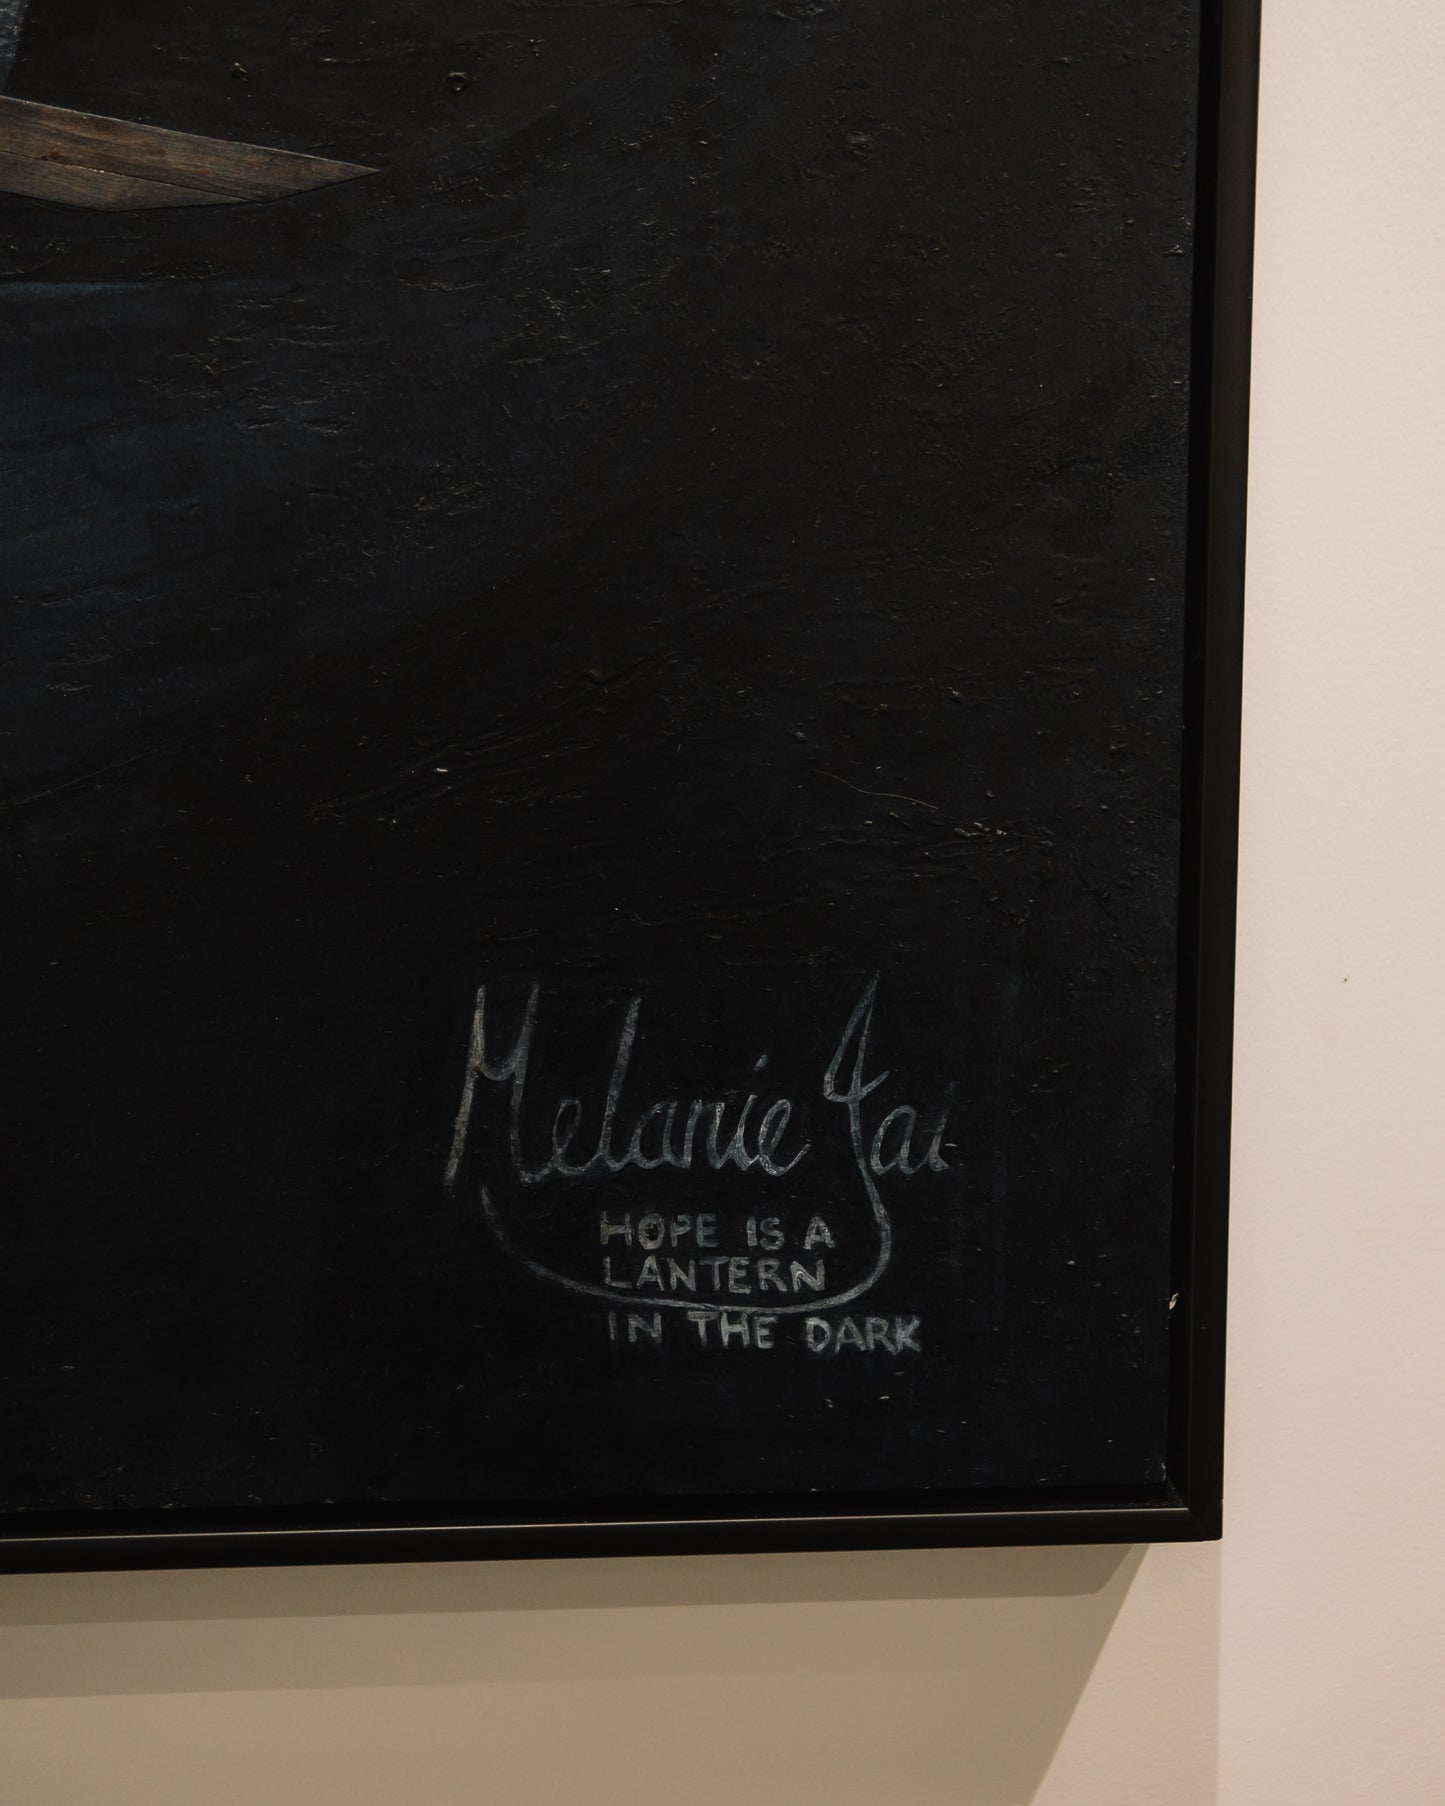 Melanie Jai
HOPE IS A
LANTERN
IN THE DARK